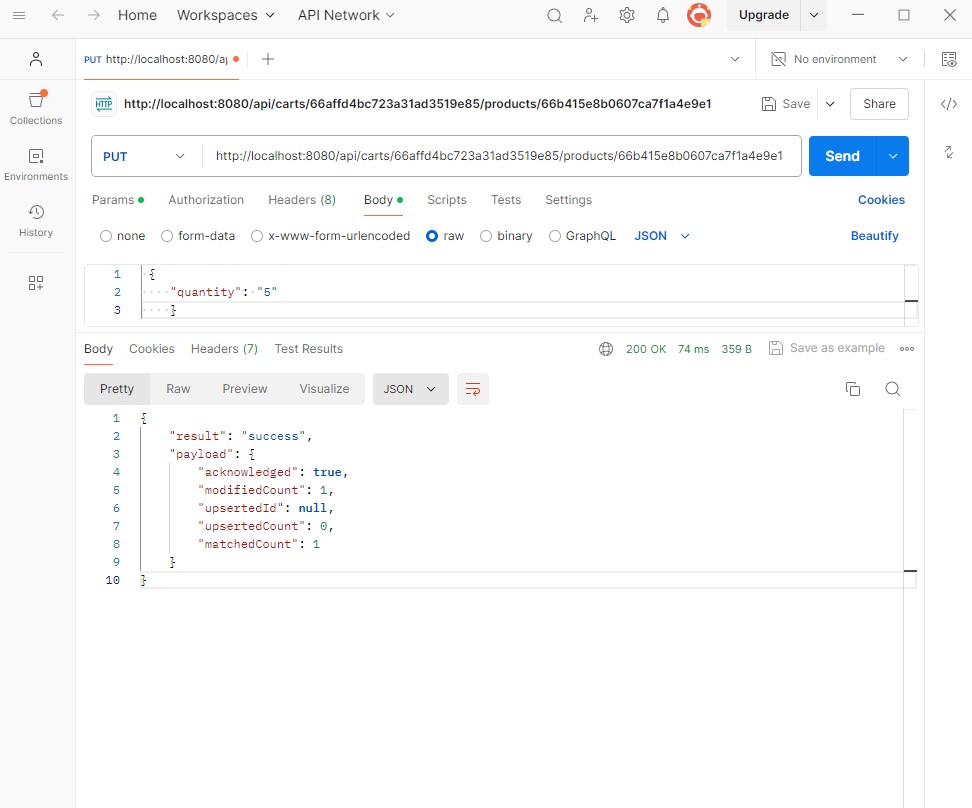 Home Workspaces API Network Upgrade
PUT http://localhost:8080/ap No environment
HTTP http://localhost:8080/api/carts/66affd4bc723a31ad3519e85/products/66b415e8b0607ca7f1a4e9e1 Save Share
Collections
PUT http://localhost:8080/api/carts/66affd4bc723a31ad3519e85/products/66b415e8b0607ca7f1a4e9e1 Send
Environments
Params Authorization Headers (8) Body Scripts Tests Settings Cookies
History
none form-data x-www-form-urlencoded raw binary GraphQL JSON Beautify
1 {
2 "quantity": "5"
3 }
Body Cookies Headers (7) Test Results 200 OK 74 ms 359 B Save as example
Pretty Raw Preview Visualize JSON
1 {
2 "result": "success",
3 "payload": {
4 "acknowledged": true,
5 "modifiedCount": 1,
6 "upsertedId": null,
7 "upsertedCount": 0,
8 "matchedCount": 1
9 }
10 }